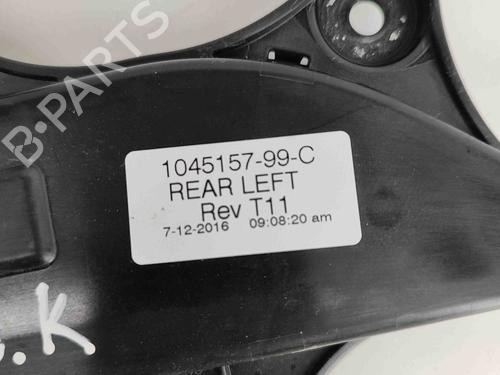 B-PARTS
1045157-99-C
REAR LEFT
Rev T11
7-12-2016 09:08:20 am